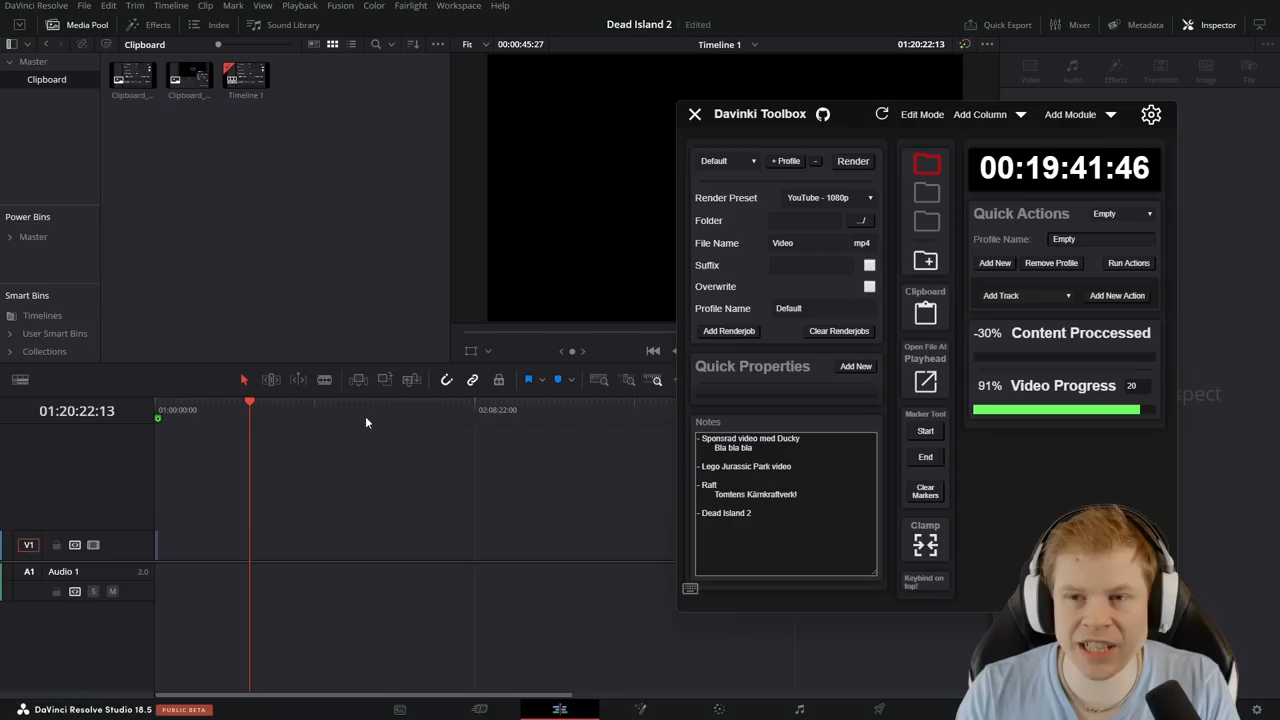 DaVinci Resolve File Edit Trim Timeline Clip Mark View Playback Fusion Color Fairlight Workspace Help
Media Pool Effects Index Sound Library
Dead Island 2 Edited
Quick Export Mixer Metadata Inspector
Clipboard
Fit 00:00:45:27 Timeline 1 01:20:22:13
Master
Clipboard
Clipboard_... Clipboard_... Timeline 1
Video Audio Effects Transition Image File
Power Bins
Master
Smart Bins
Timelines
User Smart Bins
Collections
Davinki Toolbox Edit Mode Add Column Add Module
Default + Profile - Render
Render Preset YouTube - 1080p
Folder ../
File Name Video mp4
Suffix
Overwrite
Profile Name Default
Add Renderjob Clear Renderjobs
Quick Properties Add New
Notes
- Sponsrad video med Ducky
Bla bla bla
- Lego Jurassic Park video
- Raft
Tomtens Kärnkraftverk!
- Dead Island 2
Clipboard
Open File At
Playhead
Marker Tool
Start
End
Clear
Markers
Clamp
Keybind on
top!
00:19:41:46
Quick Actions Empty
Profile Name: Empty
Add New Remove Profile Run Actions
Add Track Add New Action
-30% Content Proccessed
91% Video Progress 20
spect
01:20:22:13
01:00:00:00 02:08:22:00
V1
A1 Audio 1 2.0
S M
DaVinci Resolve Studio 18.5 PUBLIC BETA